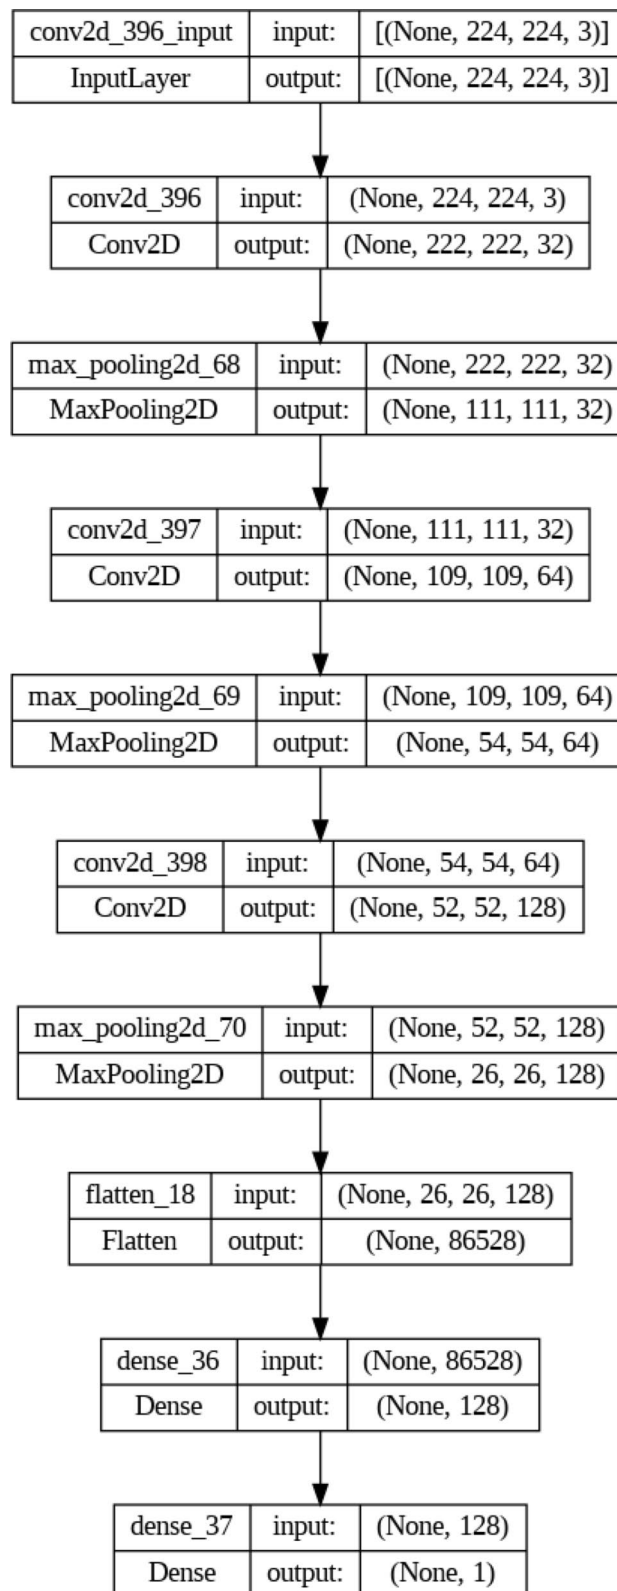 conv2d_396_input input: [(None, 224, 224, 3)]
InputLayer output: [(None, 224, 224, 3)]
conv2d_396 input: (None, 224, 224, 3)
Conv2D output: (None, 222, 222, 32)
max_pooling2d_68 input: (None, 222, 222, 32)
MaxPooling2D output: (None, 111, 111, 32)
conv2d_397 input: (None, 111, 111, 32)
Conv2D output: (None, 109, 109, 64)
max_pooling2d_69 input: (None, 109, 109, 64)
MaxPooling2D output: (None, 54, 54, 64)
conv2d_398 input: (None, 54, 54, 64)
Conv2D output: (None, 52, 52, 128)
max_pooling2d_70 input: (None, 52, 52, 128)
MaxPooling2D output: (None, 26, 26, 128)
flatten_18 input: (None, 26, 26, 128)
Flatten output: (None, 86528)
dense_36 input: (None, 86528)
Dense output: (None, 128)
dense_37 input: (None, 128)
Dense output: (None, 1)